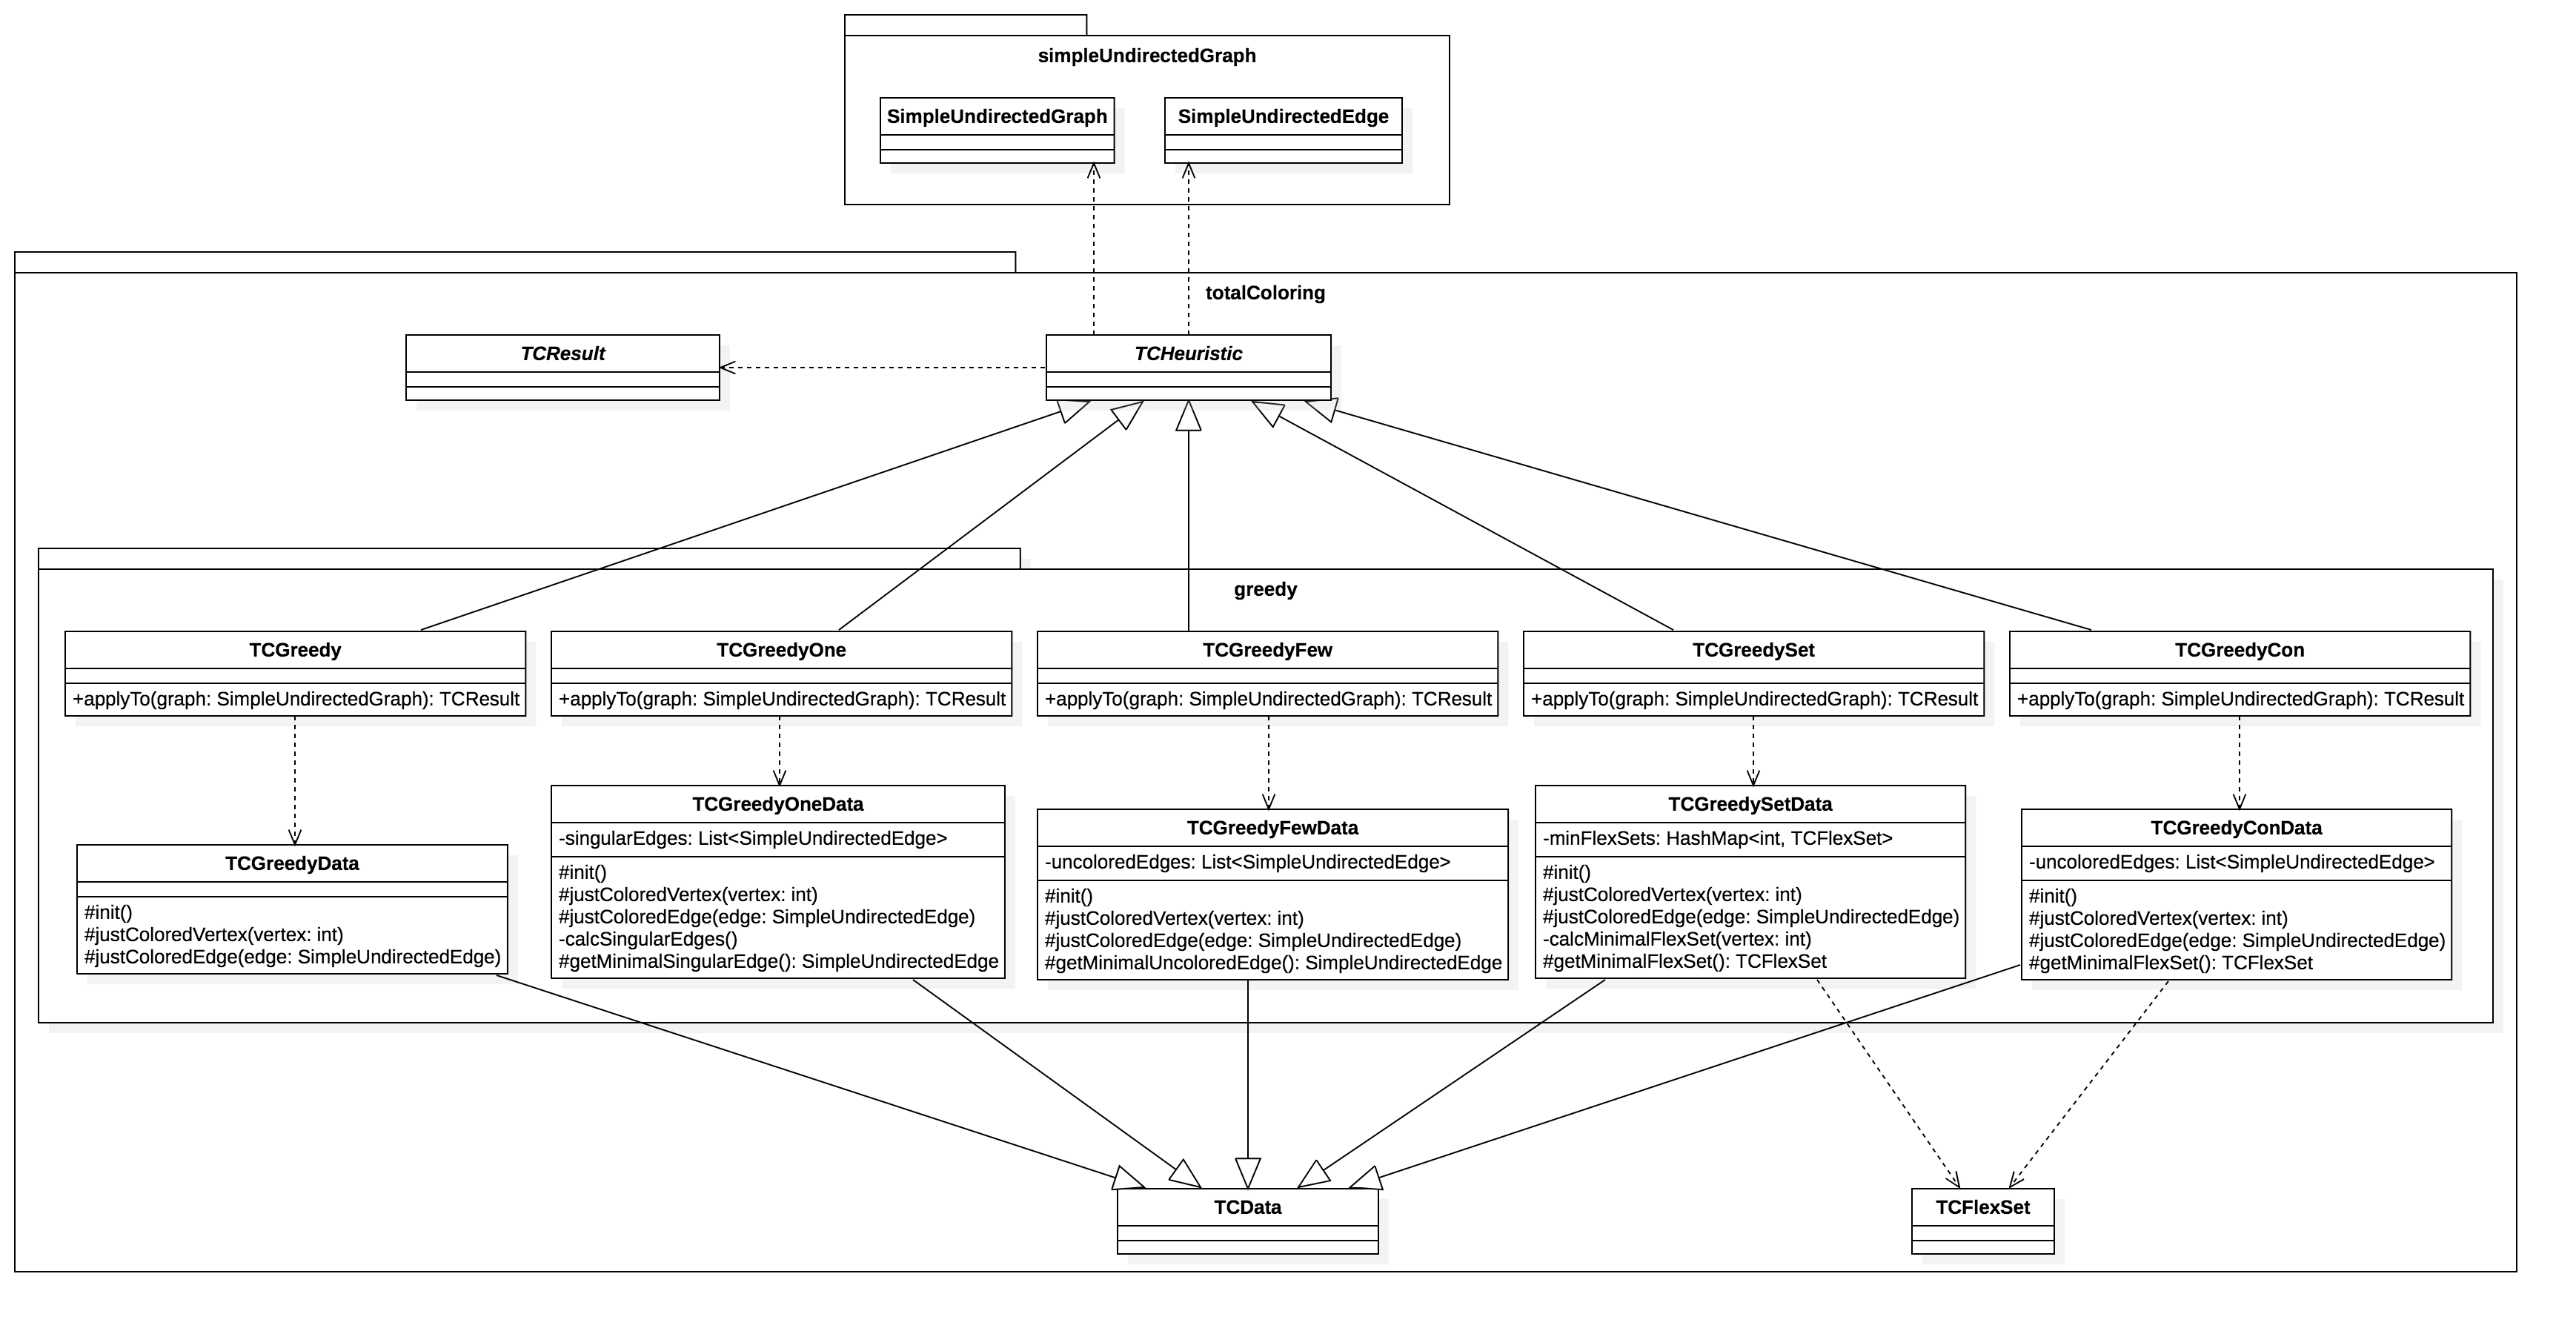 simpleUndirectedGraph
SimpleUndirectedGraph
SimpleUndirectedEdge
totalColoring
TCResult
TCHeuristic
greedy
TCGreedy
+applyTo(graph: SimpleUndirectedGraph): TCResult
TCGreedyOne
+applyTo(graph: SimpleUndirectedGraph): TCResult
TCGreedyFew
+applyTo(graph: SimpleUndirectedGraph): TCResult
TCGreedySet
+applyTo(graph: SimpleUndirectedGraph): TCResult
TCGreedyCon
+applyTo(graph: SimpleUndirectedGraph): TCResult
TCGreedyData
#init()
#justColoredVertex(vertex: int)
#justColoredEdge(edge: SimpleUndirectedEdge)
TCGreedyOneData
-singularEdges: List<SimpleUndirectedEdge>
#init()
#justColoredVertex(vertex: int)
#justColoredEdge(edge: SimpleUndirectedEdge)
-calcSingularEdges()
#getMinimalSingularEdge(): SimpleUndirectedEdge
TCGreedyFewData
-uncoloredEdges: List<SimpleUndirectedEdge>
#init()
#justColoredVertex(vertex: int)
#justColoredEdge(edge: SimpleUndirectedEdge)
#getMinimalUncoloredEdge(): SimpleUndirectedEdge
TCGreedySetData
-minFlexSets: HashMap<int, TCFlexSet>
#init()
#justColoredVertex(vertex: int)
#justColoredEdge(edge: SimpleUndirectedEdge)
-calcMinimalFlexSet(vertex: int)
#getMinimalFlexSet(): TCFlexSet
TCGreedyConData
-uncoloredEdges: List<SimpleUndirectedEdge>
#init()
#justColoredVertex(vertex: int)
#justColoredEdge(edge: SimpleUndirectedEdge)
#getMinimalFlexSet(): TCFlexSet
TCData
TCFlexSet